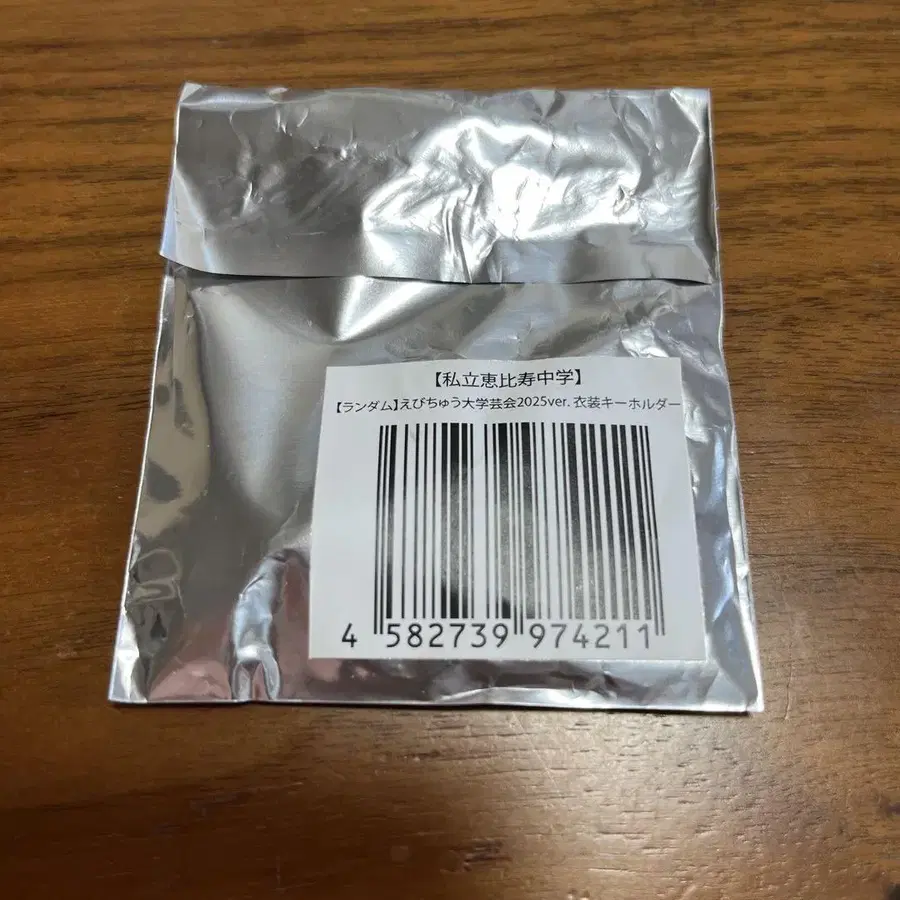 【私立恵比寿中学】
【ランダム】えびちゅう大学芸会2025ver. 衣装キーホルダー
4 582739 974211